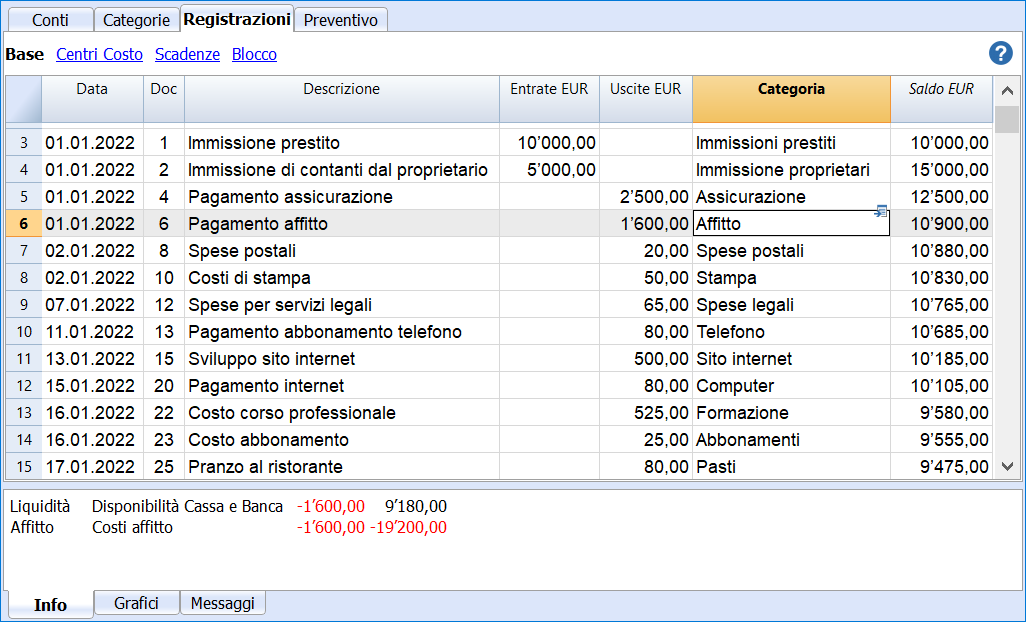 Conti Categorie Registrazioni Preventivo
Base Centri Costo Scadenze Blocco ?
Data Doc Descrizione Entrate EUR Uscite EUR Categoria Saldo EUR
3 01.01.2022 1 Immissione prestito 10’000,00 Immissioni prestiti 10’000,00
4 01.01.2022 2 Immissione di contanti dal proprietario 5’000,00 Immissione proprietari 15’000,00
5 01.01.2022 4 Pagamento assicurazione 2’500,00 Assicurazione 12’500,00
6 01.01.2022 6 Pagamento affitto 1’600,00 Affitto 10’900,00
7 02.01.2022 8 Spese postali 20,00 Spese postali 10’880,00
8 02.01.2022 10 Costi di stampa 50,00 Stampa 10’830,00
9 07.01.2022 12 Spese per servizi legali 65,00 Spese legali 10’765,00
10 11.01.2022 13 Pagamento abbonamento telefono 80,00 Telefono 10’685,00
11 13.01.2022 15 Sviluppo sito internet 500,00 Sito internet 10’185,00
12 15.01.2022 20 Pagamento internet 80,00 Computer 10’105,00
13 16.01.2022 22 Costo corso professionale 525,00 Formazione 9’580,00
14 16.01.2022 23 Costo abbonamento 25,00 Abbonamenti 9’555,00
15 17.01.2022 25 Pranzo al ristorante 80,00 Pasti 9’475,00
Liquidità Disponibilità Cassa e Banca -1’600,00 9’180,00
Affitto Costi affitto -1’600,00 -19’200,00
Info Grafici Messaggi